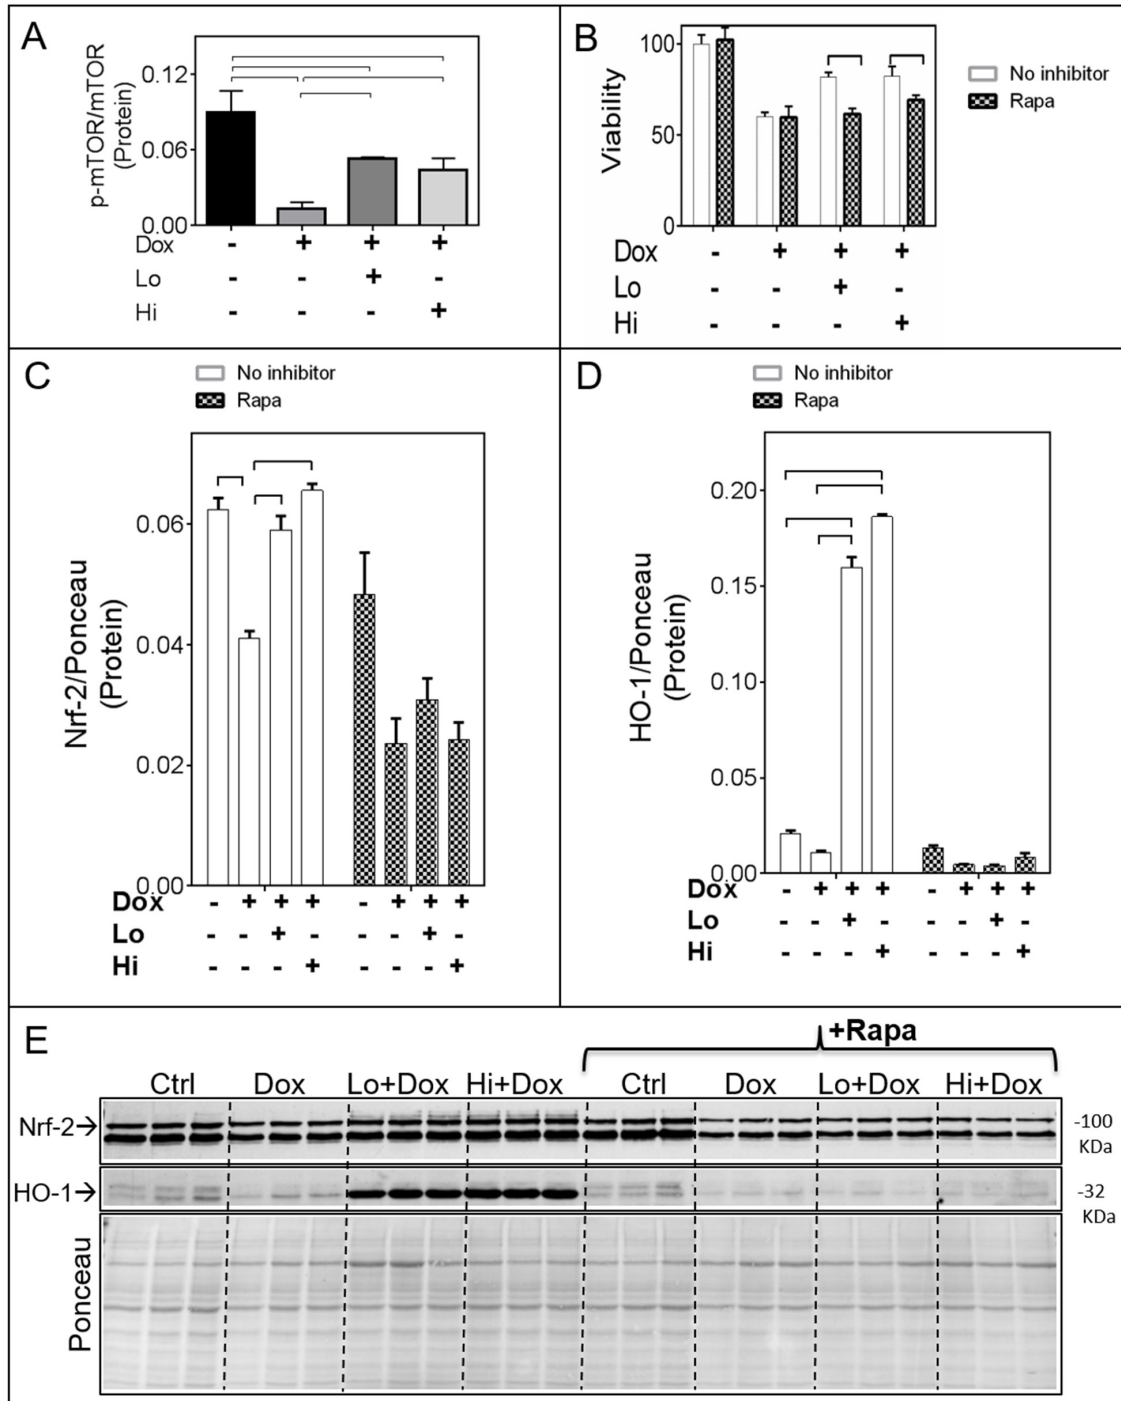 A
p-mTOR/mTOR
(Protein)
0.12
0.06
0.00
Dox - + + +
Lo - - + -
Hi - - - +
B
Viability
100
50
0
No inhibitor
Rapa
Dox - + + +
Lo - - + -
Hi - - - +
C
No inhibitor
Rapa
Nrf-2/Ponceau
(Protein)
0.06
0.04
0.02
0.00
Dox - + + + - + + +
Lo - - + - - - + -
Hi - - - + - - - +
D
No inhibitor
Rapa
HO-1/Ponceau
(Protein)
0.20
0.15
0.10
0.05
0.00
Dox - + + + - + + +
Lo - - + - - - + -
Hi - - - + - - - +
E
+Rapa
Ctrl Dox Lo+Dox Hi+Dox Ctrl Dox Lo+Dox Hi+Dox
Nrf-2→
-100
KDa
HO-1→
-32
KDa
Ponceau